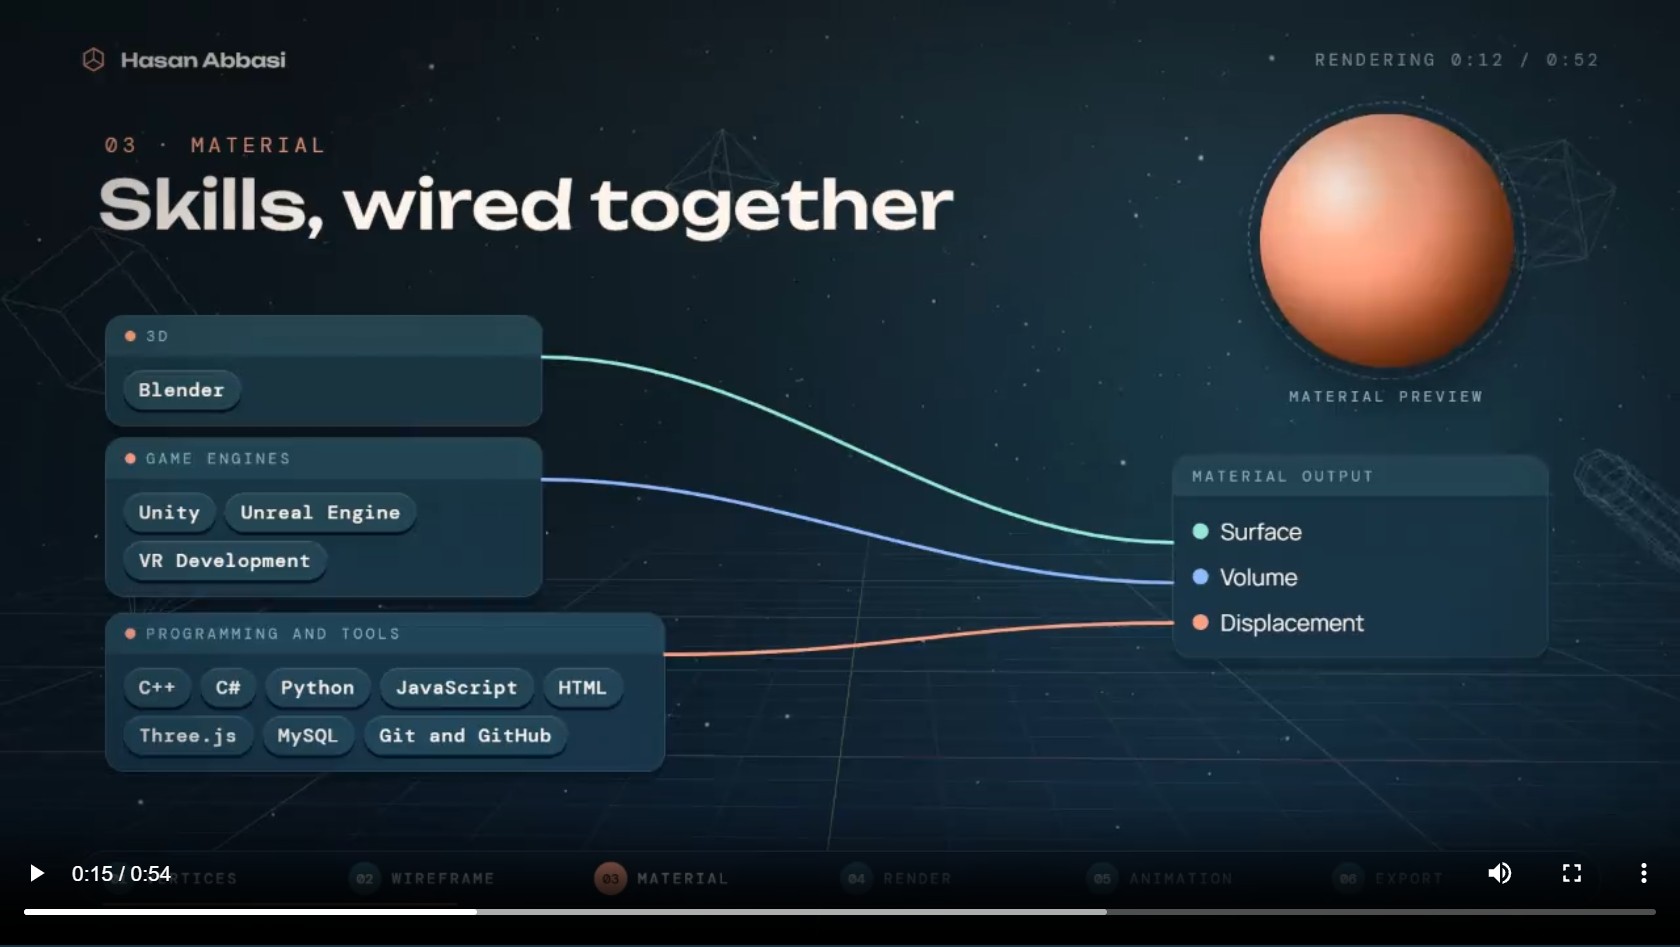 Hasan Abbasi
RENDERING 0:12 / 0:52
03 · MATERIAL
Skills, wired together
3D
Blender
GAME ENGINES
Unity
Unreal Engine
VR Development
PROGRAMMING AND TOOLS
C++
C#
Python
JavaScript
HTML
Three.js
MySQL
Git and GitHub
MATERIAL PREVIEW
MATERIAL OUTPUT
Surface
Volume
Displacement
0:15 / 0:54
02 WIREFRAME
03 MATERIAL
04 RENDER
05 ANIMATION
06 EXPORT